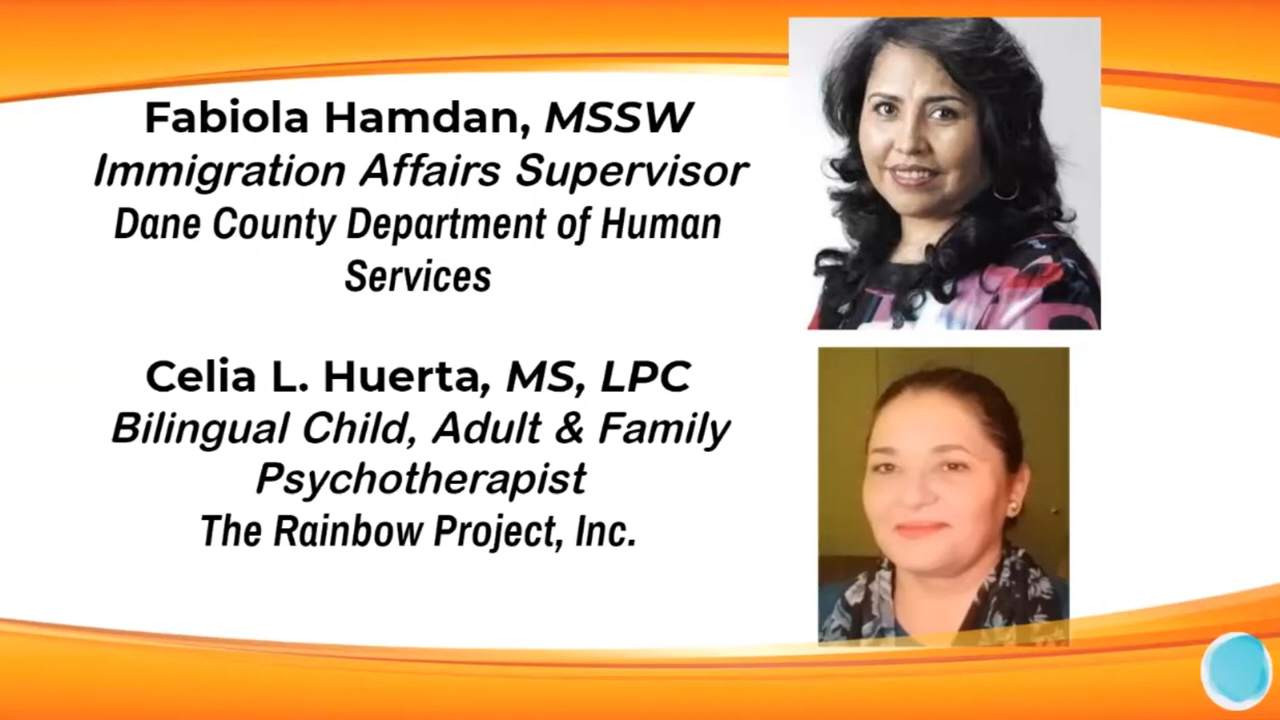 Fabiola Hamdan, MSSW
Immigration Affairs Supervisor
Dane County Department of Human
Services
Celia L. Huerta, MS, LPC
Bilingual Child, Adult & Family
Psychotherapist
The Rainbow Project, Inc.